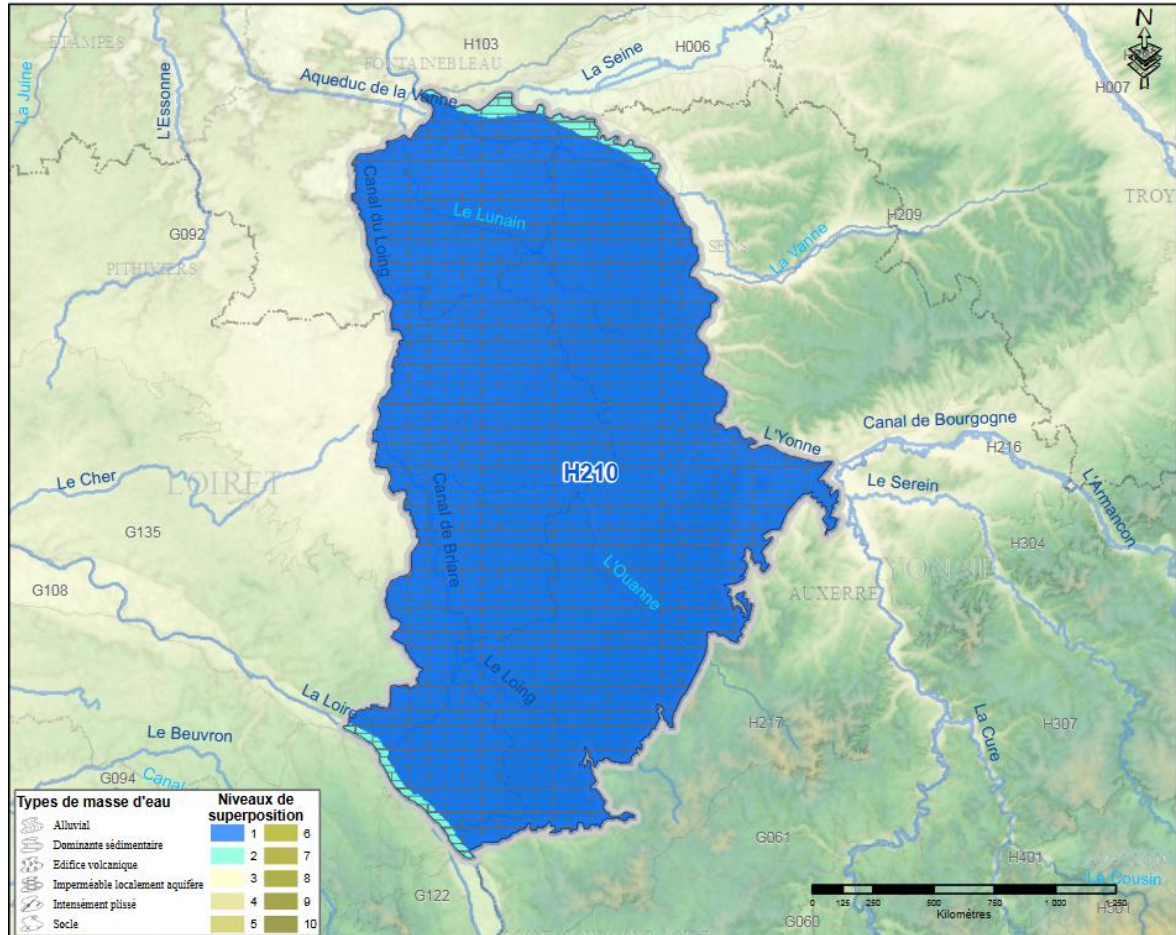 N
ETAMPES
H103
La Seine
H006
FONTAINEBLEAU
Aqueduc de la Vanne
La Juine
L'Essonne
H007
TROY
Canal du Loing
Le Lunain
H209
G092
SENS
La Vanne
PITHIVIERS
Canal de Bourgogne
L'Yonne
H216
H210
Le Cher
LOIRET
Le Serein
L'Armancon
Canal de Briare
G135
H304
YONNE
L'Ouanne
G108
AUXERRE
Le Loing
La Loire
H217
H307
Le Beuvron
La Cure
G094
Canal
G061
H401
Le Cousin
G122
G060
H901
Types de masse d'eau
Alluvial
Dominante sédimentaire
Edifice volcanique
Imperméable localement aquifère
Intensément plissé
Socle
Niveaux de
superposition
1 6
2 7
3 8
4 9
5 10
0 125 250 500 750 1 000 1 250
Kilomètres